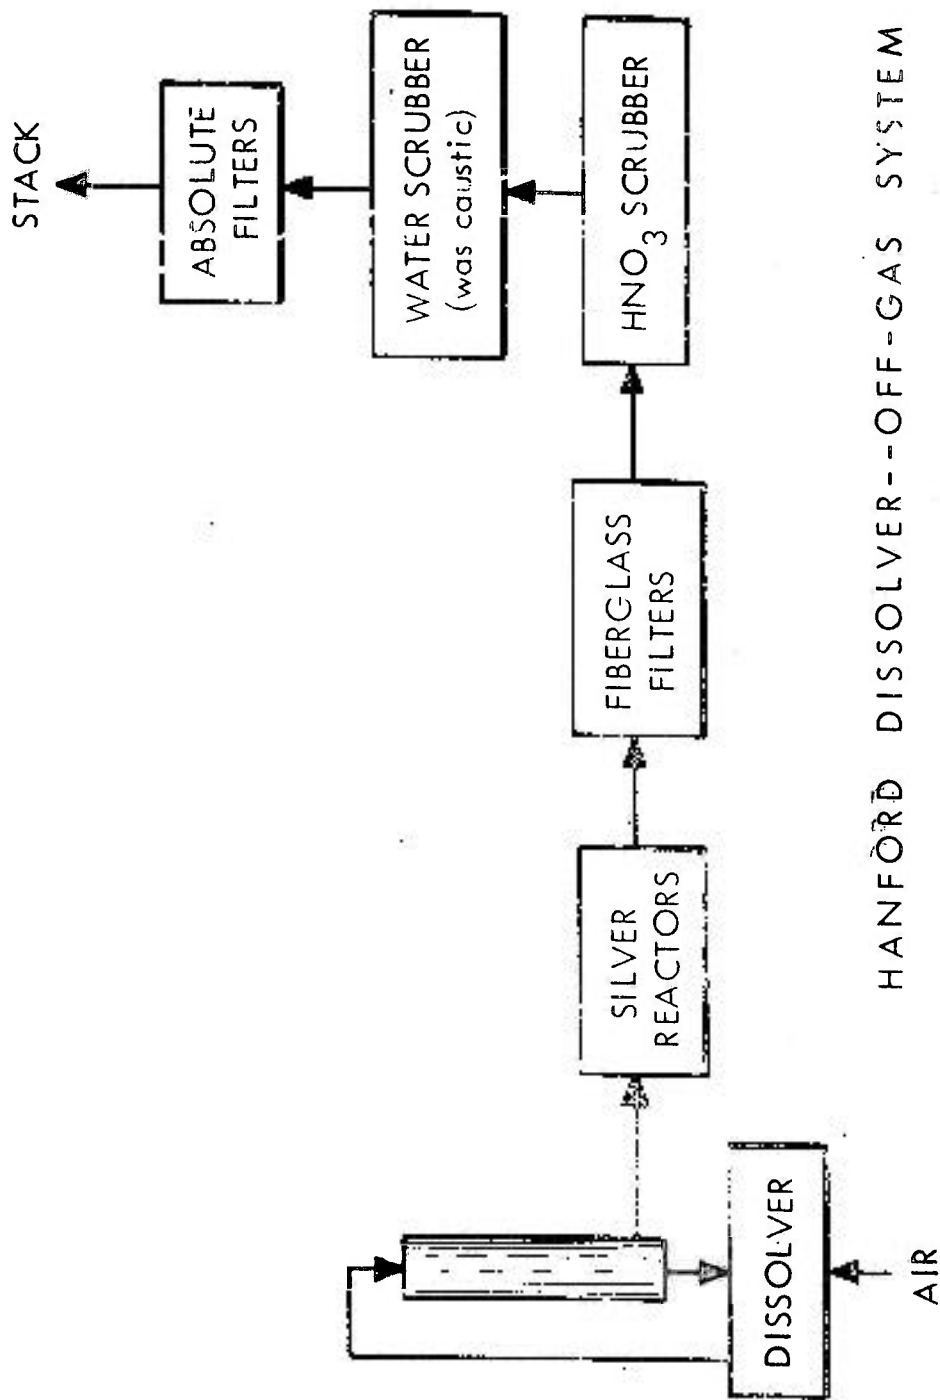 AIR
DISSOLVER
SILVER
REACTORS
FIBERGLASS
FILTERS
HNO3 SCRUBBER
WATER SCRUBBER
(was caustic)
ABSOLUTE
FILTERS
STACK
HANFORD DISSOLVER--OFF-GAS SYSTEM